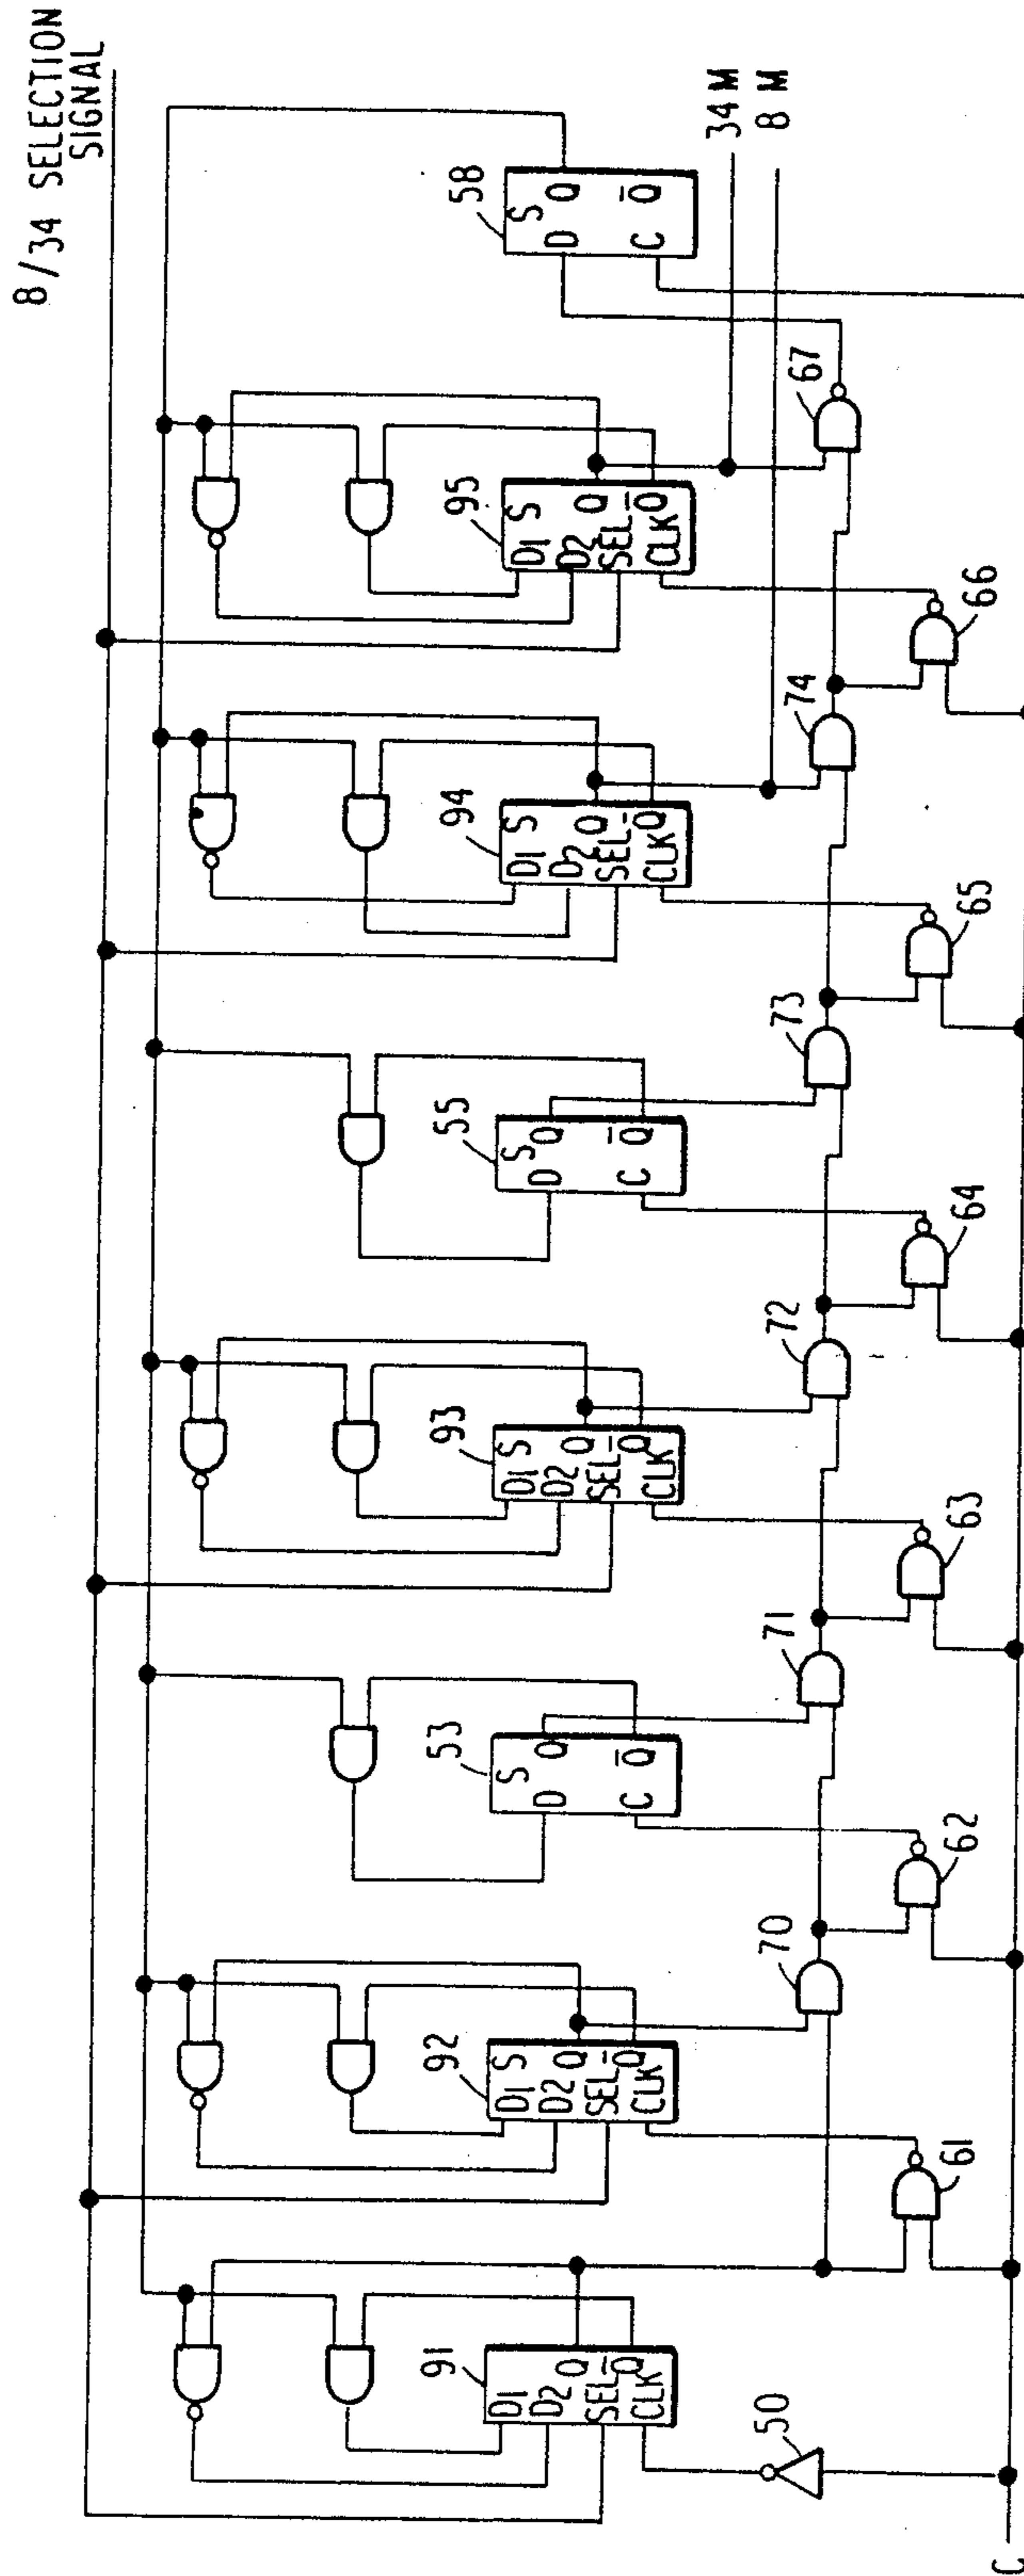 8/34 SELECTION
SIGNAL
34 M
8 M
58
S
D Q
C Q̅
67
95
D1 S
D2 Q
SEL
CLK Q̅
66
74
94
D1 S
D2 Q
SEL
CLK Q̅
65
73
55
S
D Q
C Q̅
64
72
93
D1 S
D2 Q
SEL
CLK Q̅
63
71
53
S
D Q
C Q̅
62
70
92
D1 S
D2 Q
SEL
CLK Q̅
61
91
D1
D2 Q
SEL
CLK Q̅
50
C